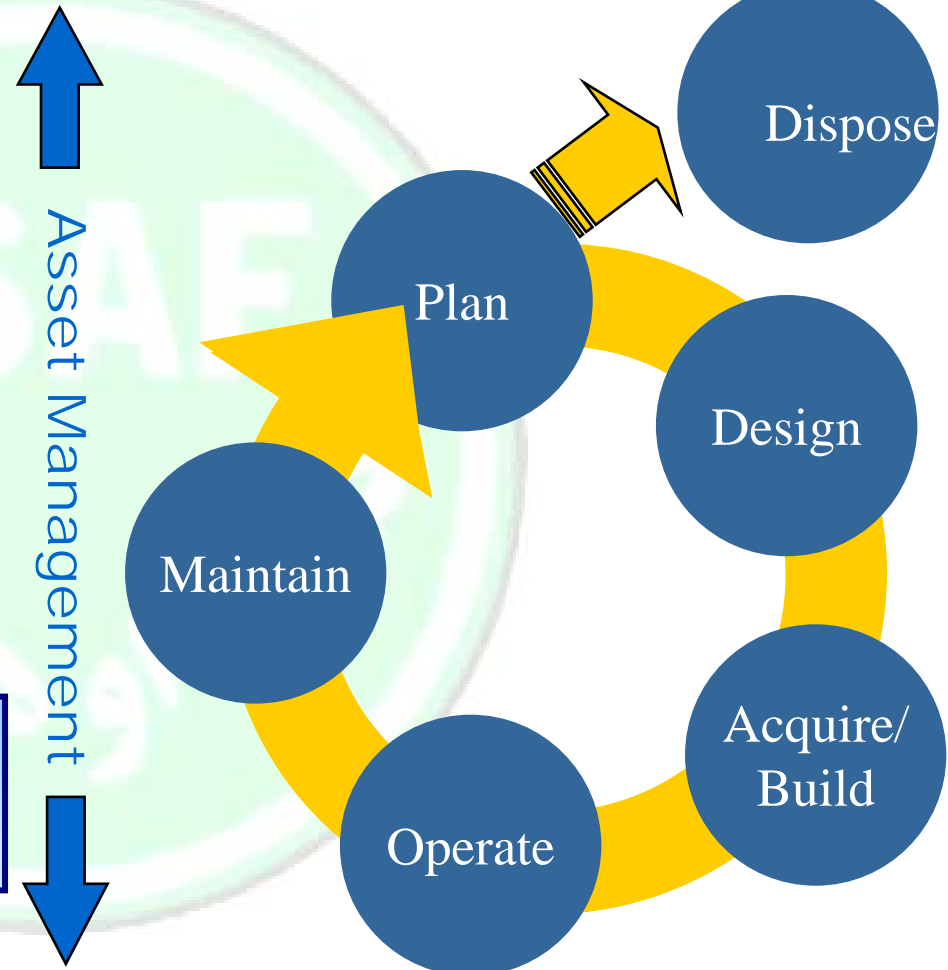 Dispose
Plan
Design
Asset Management
Maintain
Acquire/
Build
Operate